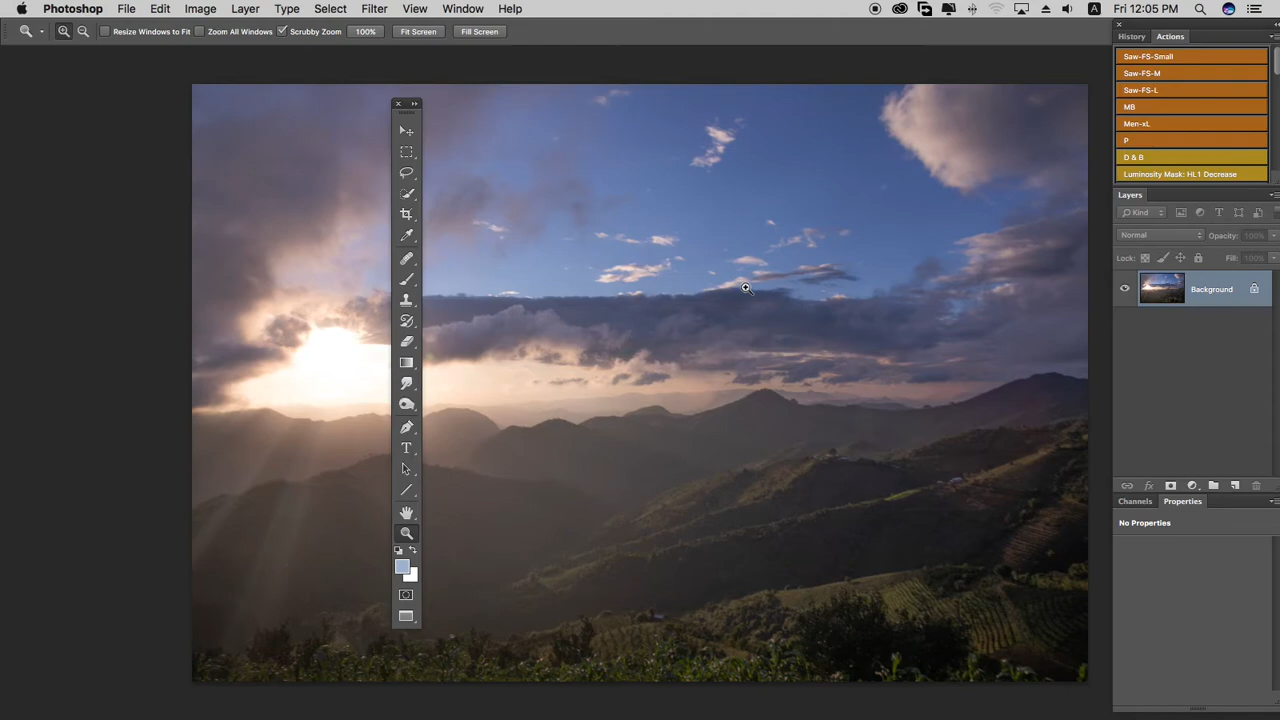 Photoshop File Edit Image Layer Type Select Filter View Window Help A Fri 12:05 PM
Resize Windows to Fit Zoom All Windows Scrubby Zoom 100% Fit Screen Fill Screen
History Actions
Saw-FS-Small
Saw-FS-M
Saw-FS-L
MB
Men-xL
P
D & B
Luminosity Mask: HL1 Decrease
Layers
Kind
Normal Opacity: 100%
Lock: Fill: 100%
Background
Channels Properties
No Properties